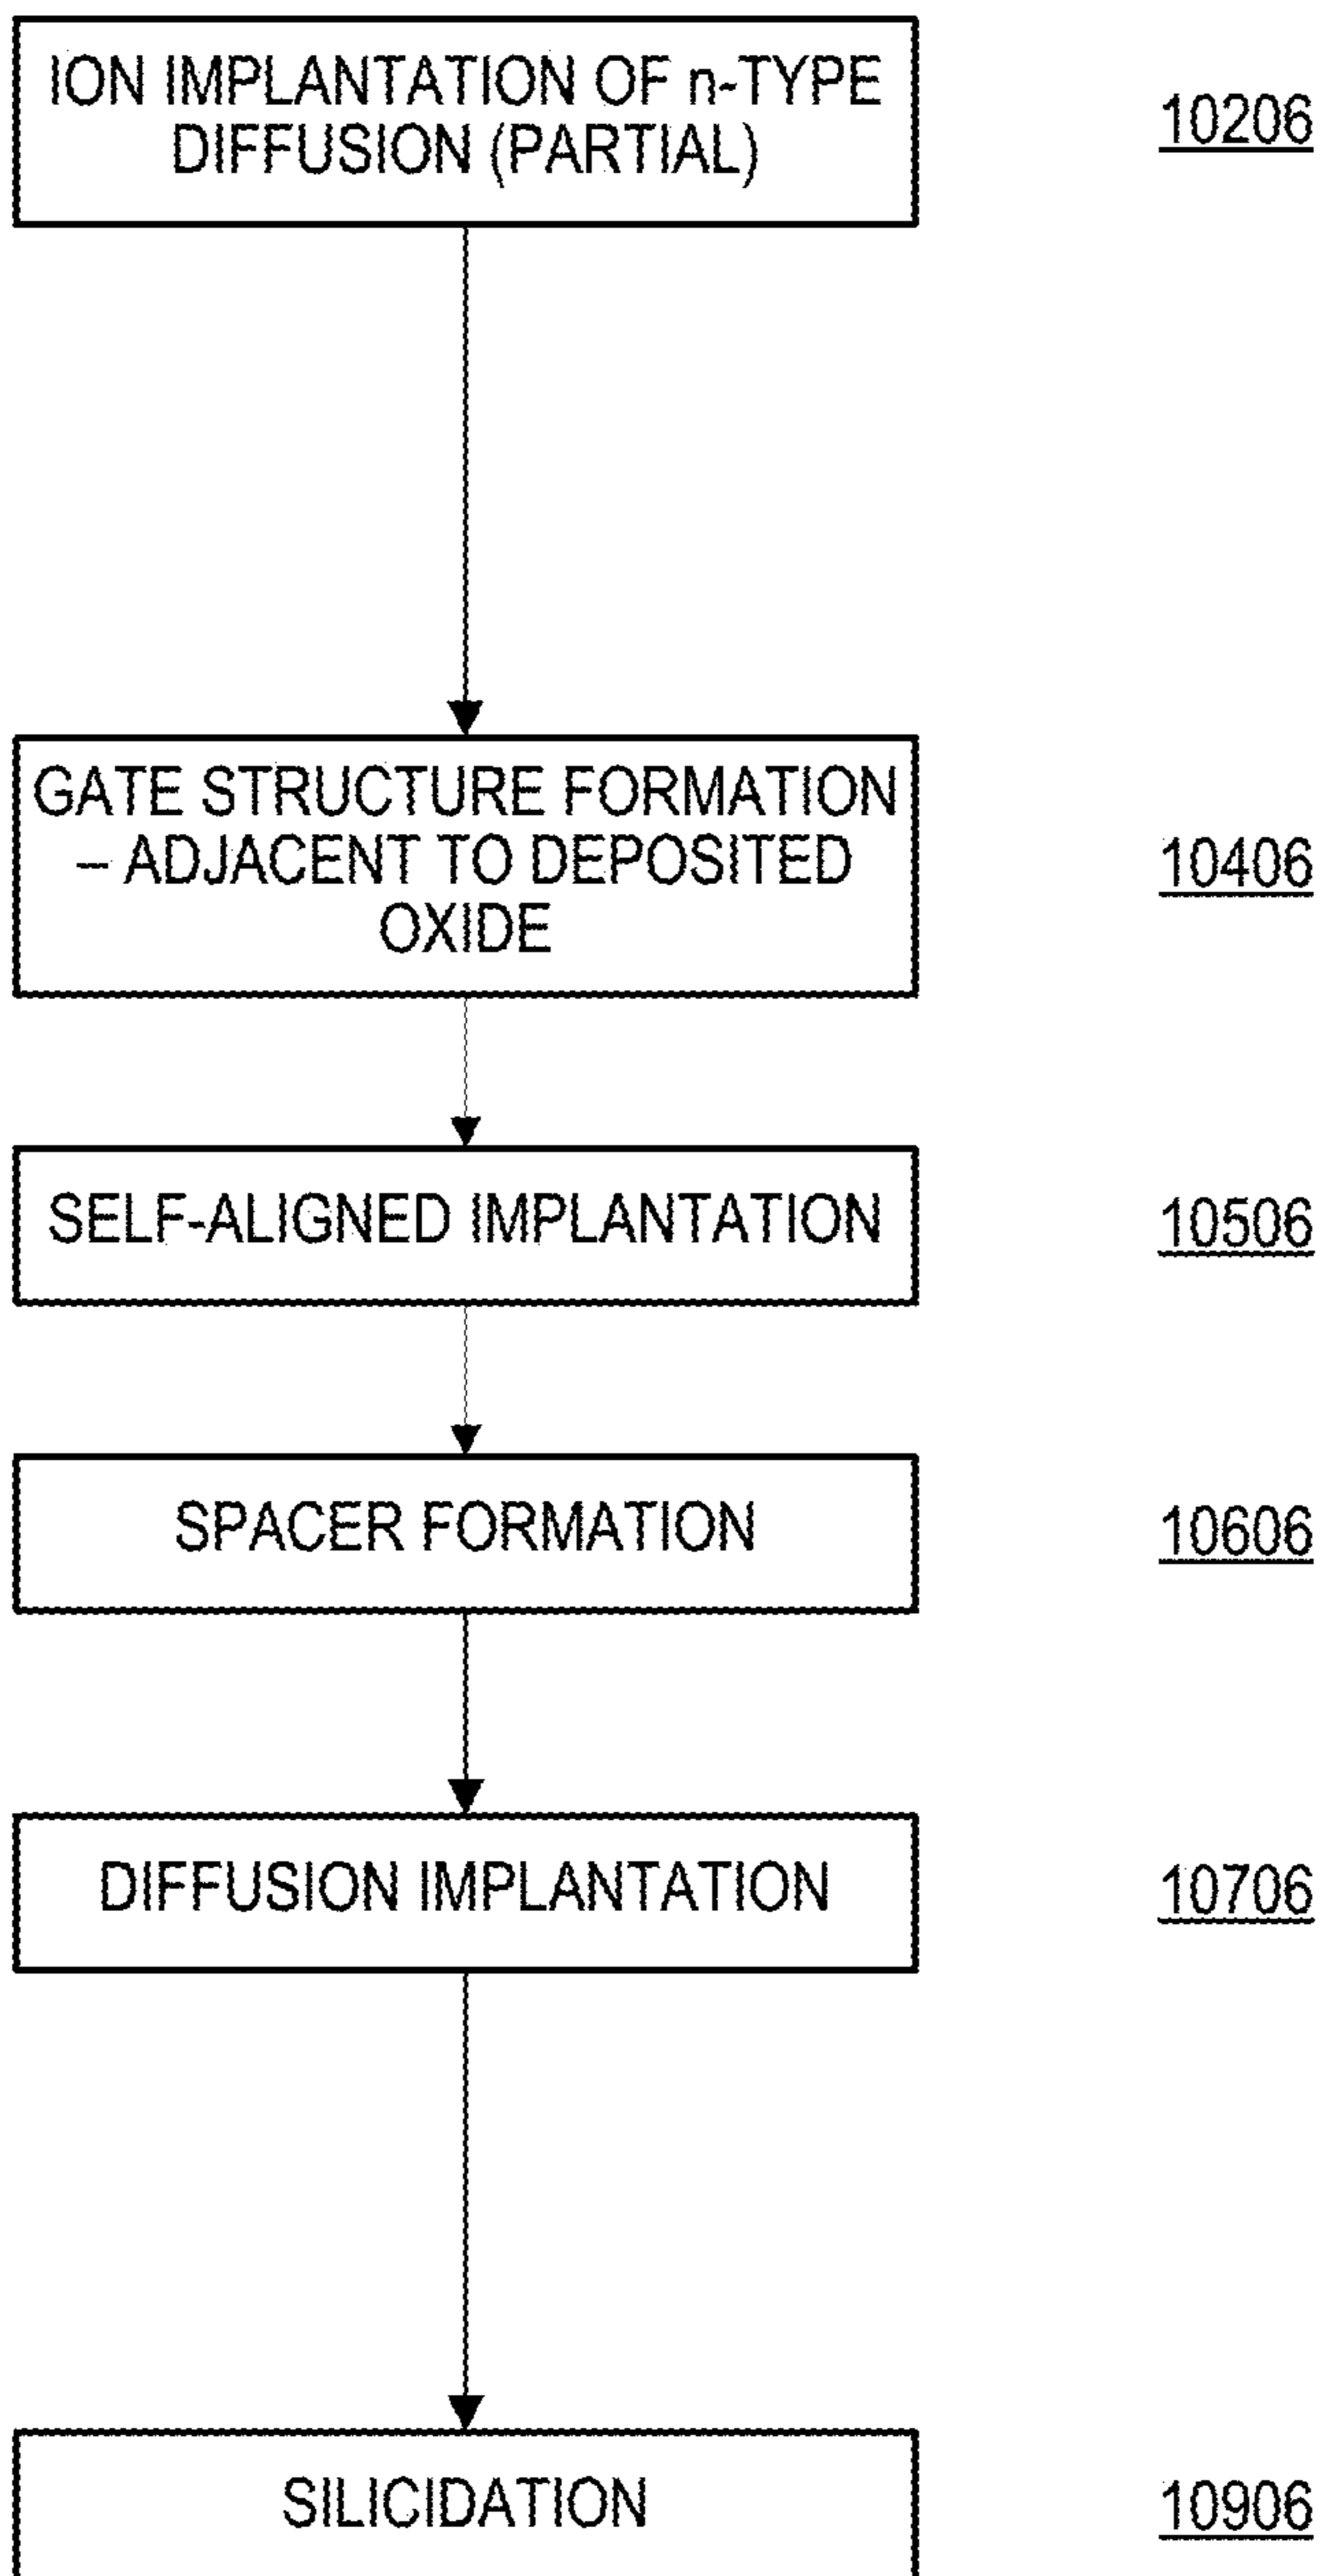 ION IMPLANTATION OF n-TYPE
DIFFUSION (PARTIAL)
10206
GATE STRUCTURE FORMATION
– ADJACENT TO DEPOSITED
OXIDE
10406
SELF-ALIGNED IMPLANTATION
10506
SPACER FORMATION
10606
DIFFUSION IMPLANTATION
10706
SILICIDATION
10906